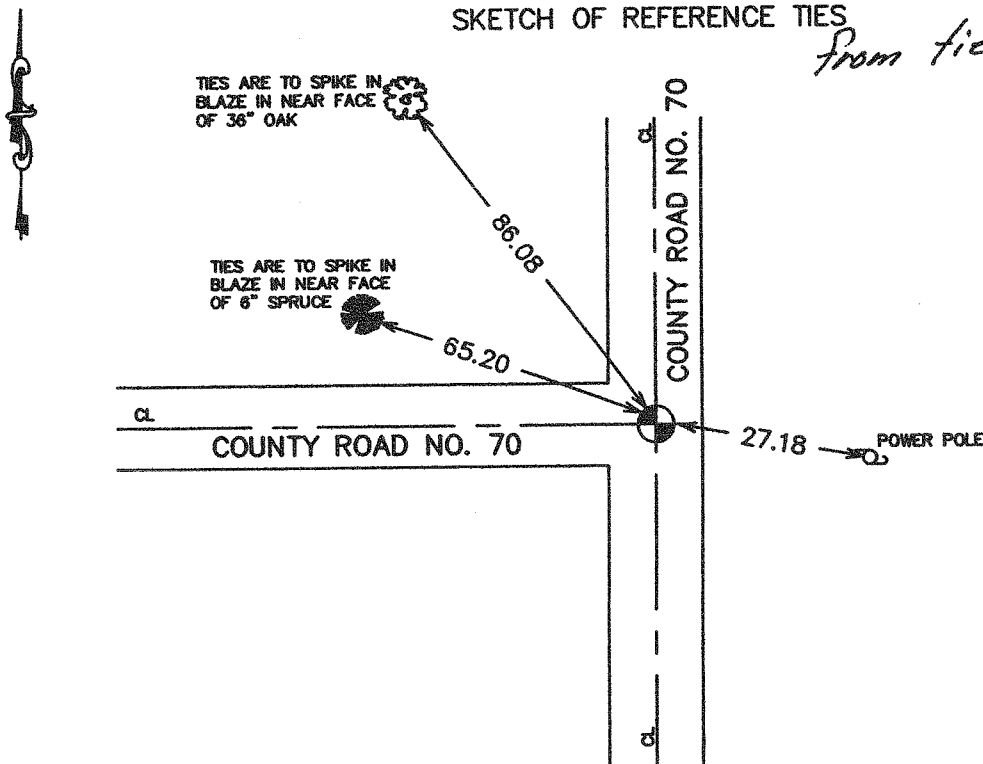 SKETCH OF REFERENCE TIES
from
TIES ARE TO SPIKE IN
BLAZE IN NEAR FACE
OF 36" OAK
CL
COUNTY ROAD NO. 70
86.08
TIES ARE TO SPIKE IN
BLAZE IN NEAR FACE
OF 6" SPRUCE
65.20
CL
COUNTY ROAD NO. 70
27.18
POWER POLE
CL